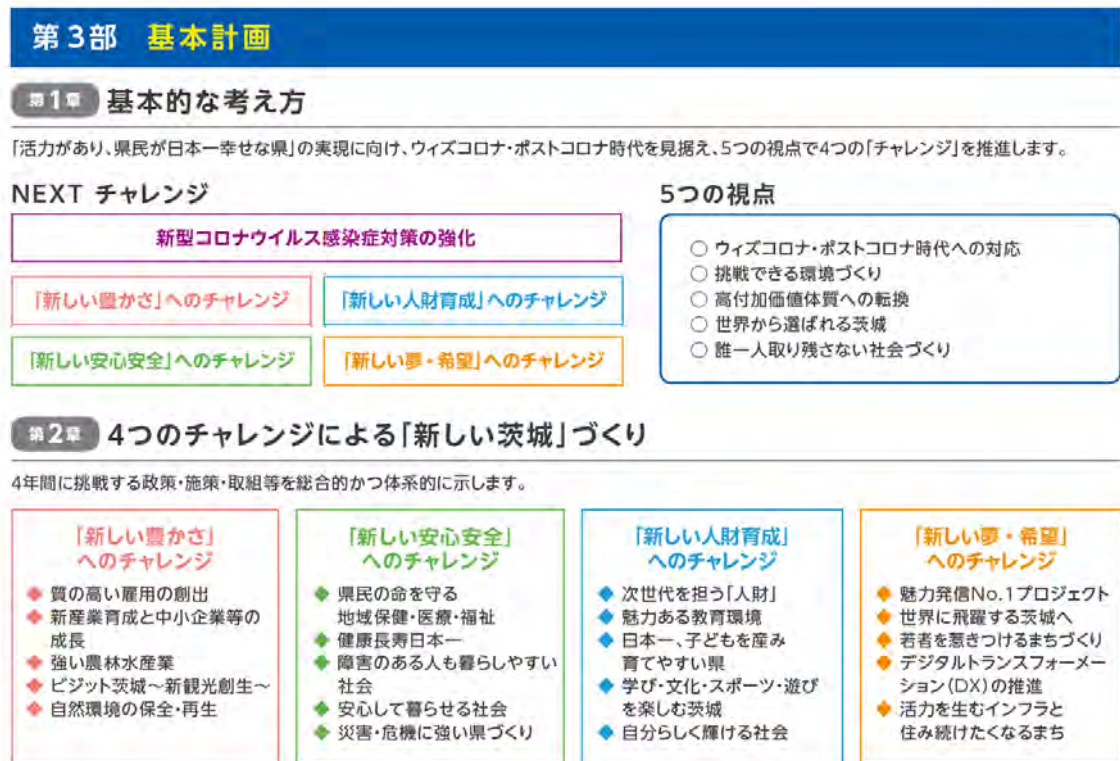 第3部 基本計画
第1章 基本的な考え方
「活力があり、県民が日本一幸せな県」の実現に向け、ウィズコロナ・ポストコロナ時代を見据え、5つの視点で4つの「チャレンジ」を推進します。
NEXT チャレンジ
新型コロナウイルス感染症対策の強化
「新しい豊かさ」へのチャレンジ
「新しい人財育成」へのチャレンジ
「新しい安心安全」へのチャレンジ
「新しい夢・希望」へのチャレンジ
5つの視点
○ ウィズコロナ・ポストコロナ時代への対応
○ 挑戦できる環境づくり
○ 高付加価値体質への転換
○ 世界から選ばれる茨城
○ 誰一人取り残さない社会づくり
第2章 4つのチャレンジによる「新しい茨城」づくり
4年間に挑戦する政策・施策・取組等を総合的かつ体系的に示します。
「新しい豊かさ」
へのチャレンジ
◆ 質の高い雇用の創出
◆ 新産業育成と中小企業等の
成長
◆ 強い農林水産業
◆ ビジット茨城～新観光創生～
◆ 自然環境の保全・再生
「新しい安心安全」
へのチャレンジ
◆ 県民の命を守る
地域保健・医療・福祉
◆ 健康長寿日本一
◆ 障害のある人も暮らしやすい
社会
◆ 安心して暮らせる社会
◆ 災害・危機に強い県づくり
「新しい人財育成」
へのチャレンジ
◆ 次世代を担う「人財」
◆ 魅力ある教育環境
◆ 日本一、子どもを産み
育てやすい県
◆ 学び・文化・スポーツ・遊び
を楽しむ茨城
◆ 自分らしく輝ける社会
「新しい夢・希望」
へのチャレンジ
◆ 魅力発信No.1プロジェクト
◆ 世界に飛躍する茨城へ
◆ 若者を惹きつけるまちづくり
◆ デジタルトランスフォーメー
ション(DX)の推進
◆ 活力を生むインフラと
住み続けたくなるまち